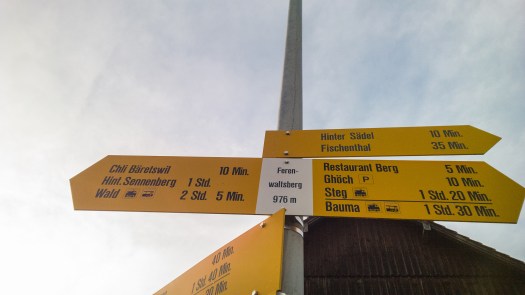 Hinter Sädel 10 Min.
Fischenthal 35 Min.
Chli Bäretswil 10 Min.
Hint. Sennenberg 1 Std.
Wald 2 Std. 5 Min.
Feren-
waltsberg
976 m
Restaurant Berg 5 Min.
Ghöch P 10 Min.
Steg 1 Std. 20 Min.
Bauma 1 Std. 30 Min.
40 Min.
1 Std. 40 Min.